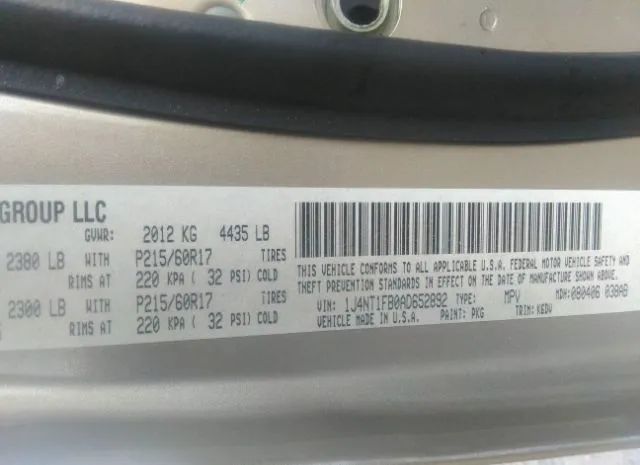 GROUP LLC
GVWR: 2012 KG 4435 LB
2380 LB WITH P215/60R17 TIRES
RIMS AT 220 KPA ( 32 PSI) COLD
2300 LB WITH P215/60R17 TIRES
RIMS AT 220 KPA ( 32 PSI) COLD
THIS VEHICLE CONFORMS TO ALL APPLICABLE U.S.A. FEDERAL MOTOR VEHICLE SAFETY AND
THEFT PREVENTION STANDARDS IN EFFECT ON THE DATE OF MANUFACTURE SHOWN ABOVE.
VIN: 1J4NT1FB0AD652892 TYPE: MPV MDH: 080406 038AB
VEHICLE MADE IN U.S.A. PAINT: PKG TRIM: K6DV